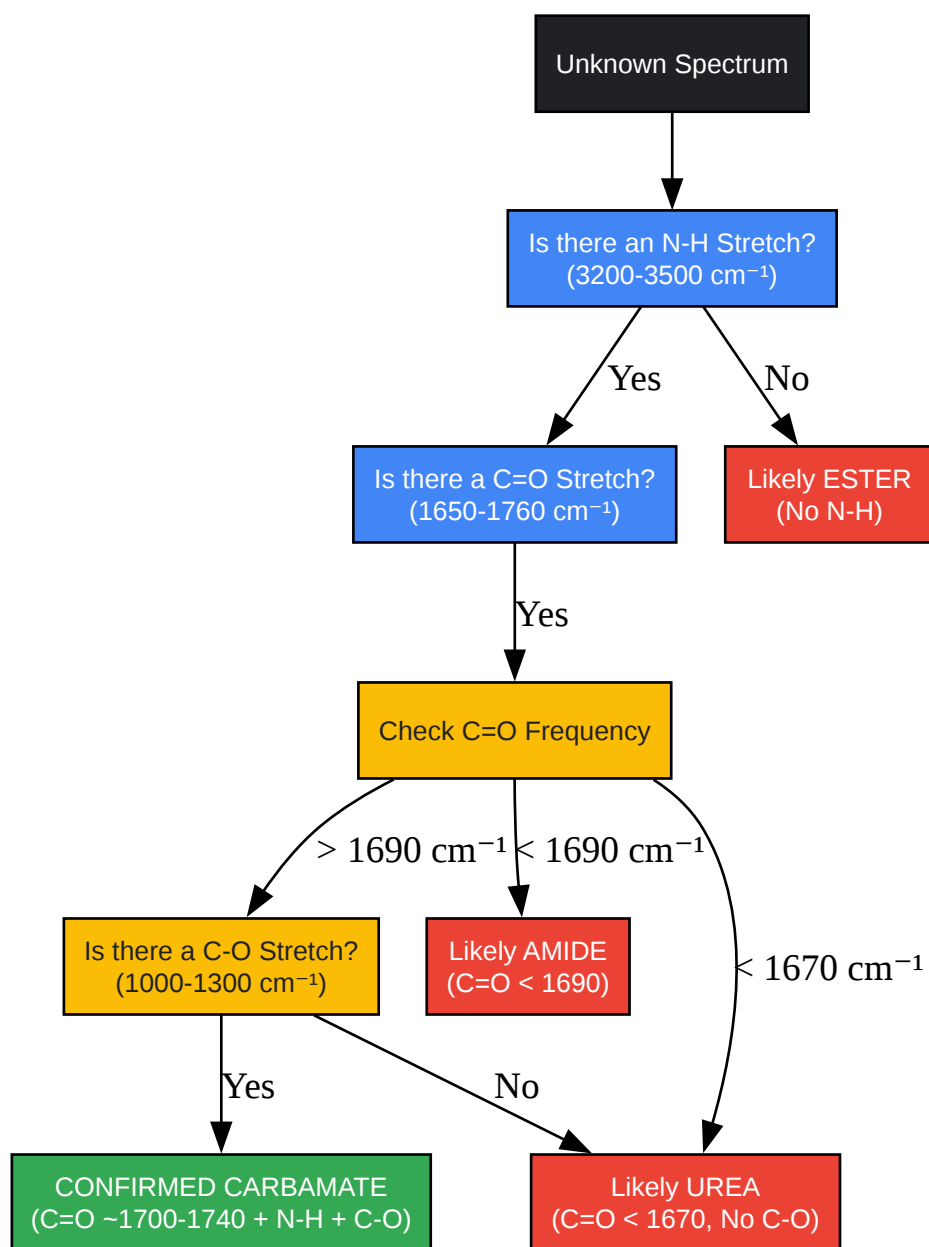 Unknown Spectrum
Is there an N-H Stretch?
(3200-3500 cm⁻¹)
Yes
No
Is there a C=O Stretch?
(1650-1760 cm⁻¹)
Likely ESTER
(No N-H)
Yes
Check C=O Frequency
> 1690 cm⁻¹
< 1690 cm⁻¹
< 1670 cm⁻¹
Is there a C-O Stretch?
(1000-1300 cm⁻¹)
Likely AMIDE
(C=O < 1690)
Yes
No
CONFIRMED CARBAMATE
(C=O ~1700-1740 + N-H + C-O)
Likely UREA
(C=O < 1670, No C-O)